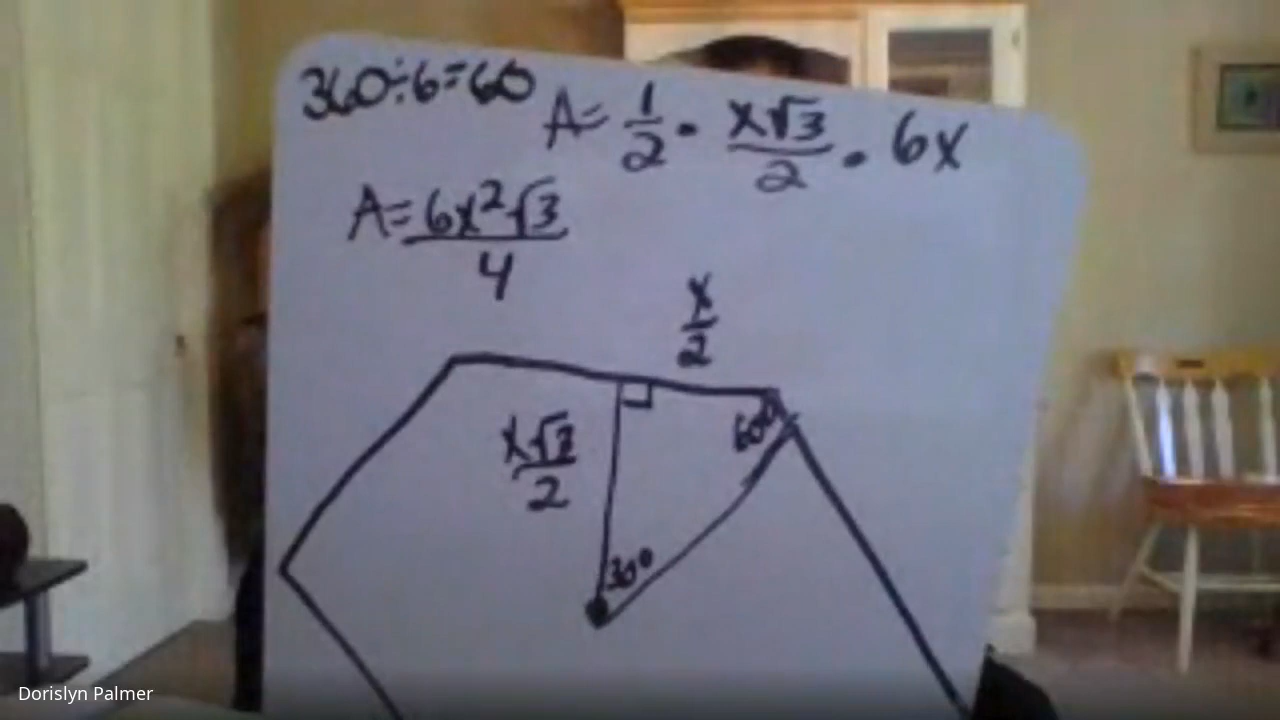 360÷6=60
A= 1/2 · x√3/2 · 6x
A= 6x²√3/4
x/2
60°
x√3/2
30°
Dorislyn Palmer